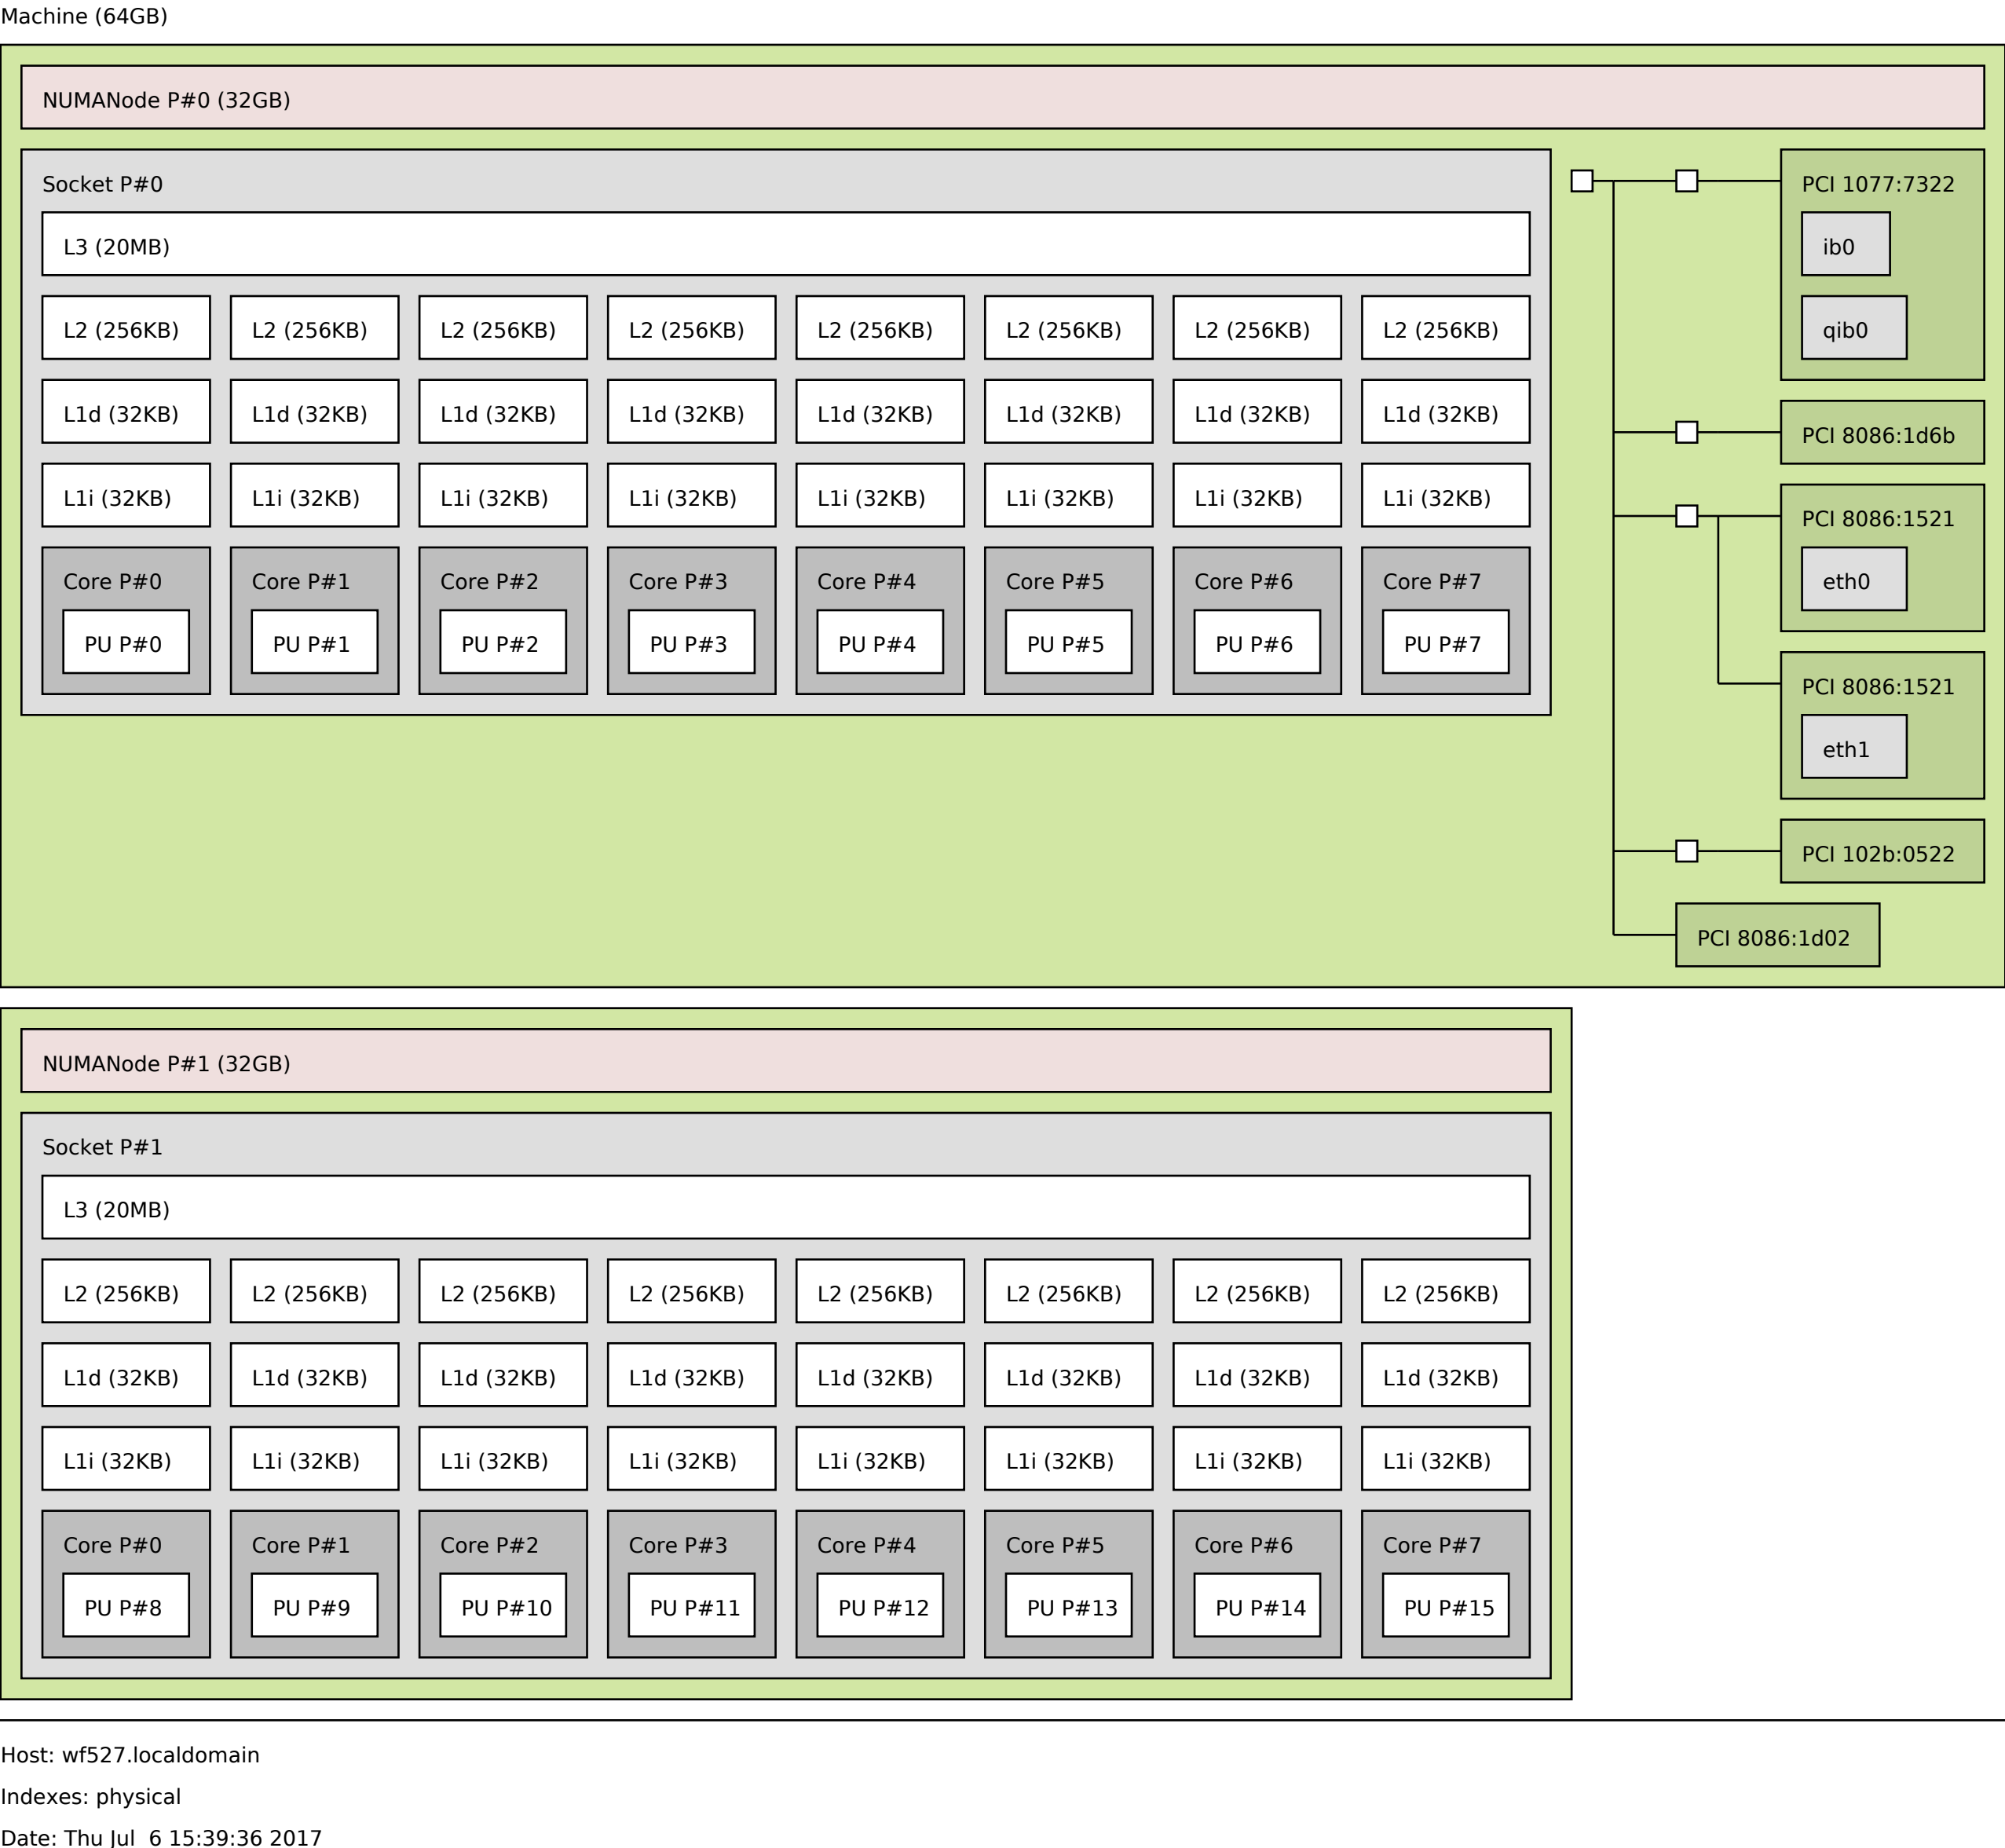 Machine (64GB)
NUMANode P#0 (32GB)
Socket P#0
L3 (20MB)
L2 (256KB) L2 (256KB) L2 (256KB) L2 (256KB) L2 (256KB) L2 (256KB) L2 (256KB) L2 (256KB)
L1d (32KB) L1d (32KB) L1d (32KB) L1d (32KB) L1d (32KB) L1d (32KB) L1d (32KB) L1d (32KB)
L1i (32KB) L1i (32KB) L1i (32KB) L1i (32KB) L1i (32KB) L1i (32KB) L1i (32KB) L1i (32KB)
Core P#0 Core P#1 Core P#2 Core P#3 Core P#4 Core P#5 Core P#6 Core P#7
PU P#0 PU P#1 PU P#2 PU P#3 PU P#4 PU P#5 PU P#6 PU P#7
PCI 1077:7322
ib0
qib0
PCI 8086:1d6b
PCI 8086:1521
eth0
PCI 8086:1521
eth1
PCI 102b:0522
PCI 8086:1d02
NUMANode P#1 (32GB)
Socket P#1
L3 (20MB)
L2 (256KB) L2 (256KB) L2 (256KB) L2 (256KB) L2 (256KB) L2 (256KB) L2 (256KB) L2 (256KB)
L1d (32KB) L1d (32KB) L1d (32KB) L1d (32KB) L1d (32KB) L1d (32KB) L1d (32KB) L1d (32KB)
L1i (32KB) L1i (32KB) L1i (32KB) L1i (32KB) L1i (32KB) L1i (32KB) L1i (32KB) L1i (32KB)
Core P#0 Core P#1 Core P#2 Core P#3 Core P#4 Core P#5 Core P#6 Core P#7
PU P#8 PU P#9 PU P#10 PU P#11 PU P#12 PU P#13 PU P#14 PU P#15
Host: wf527.localdomain
Indexes: physical
Date: Thu Jul  6 15:39:36 2017